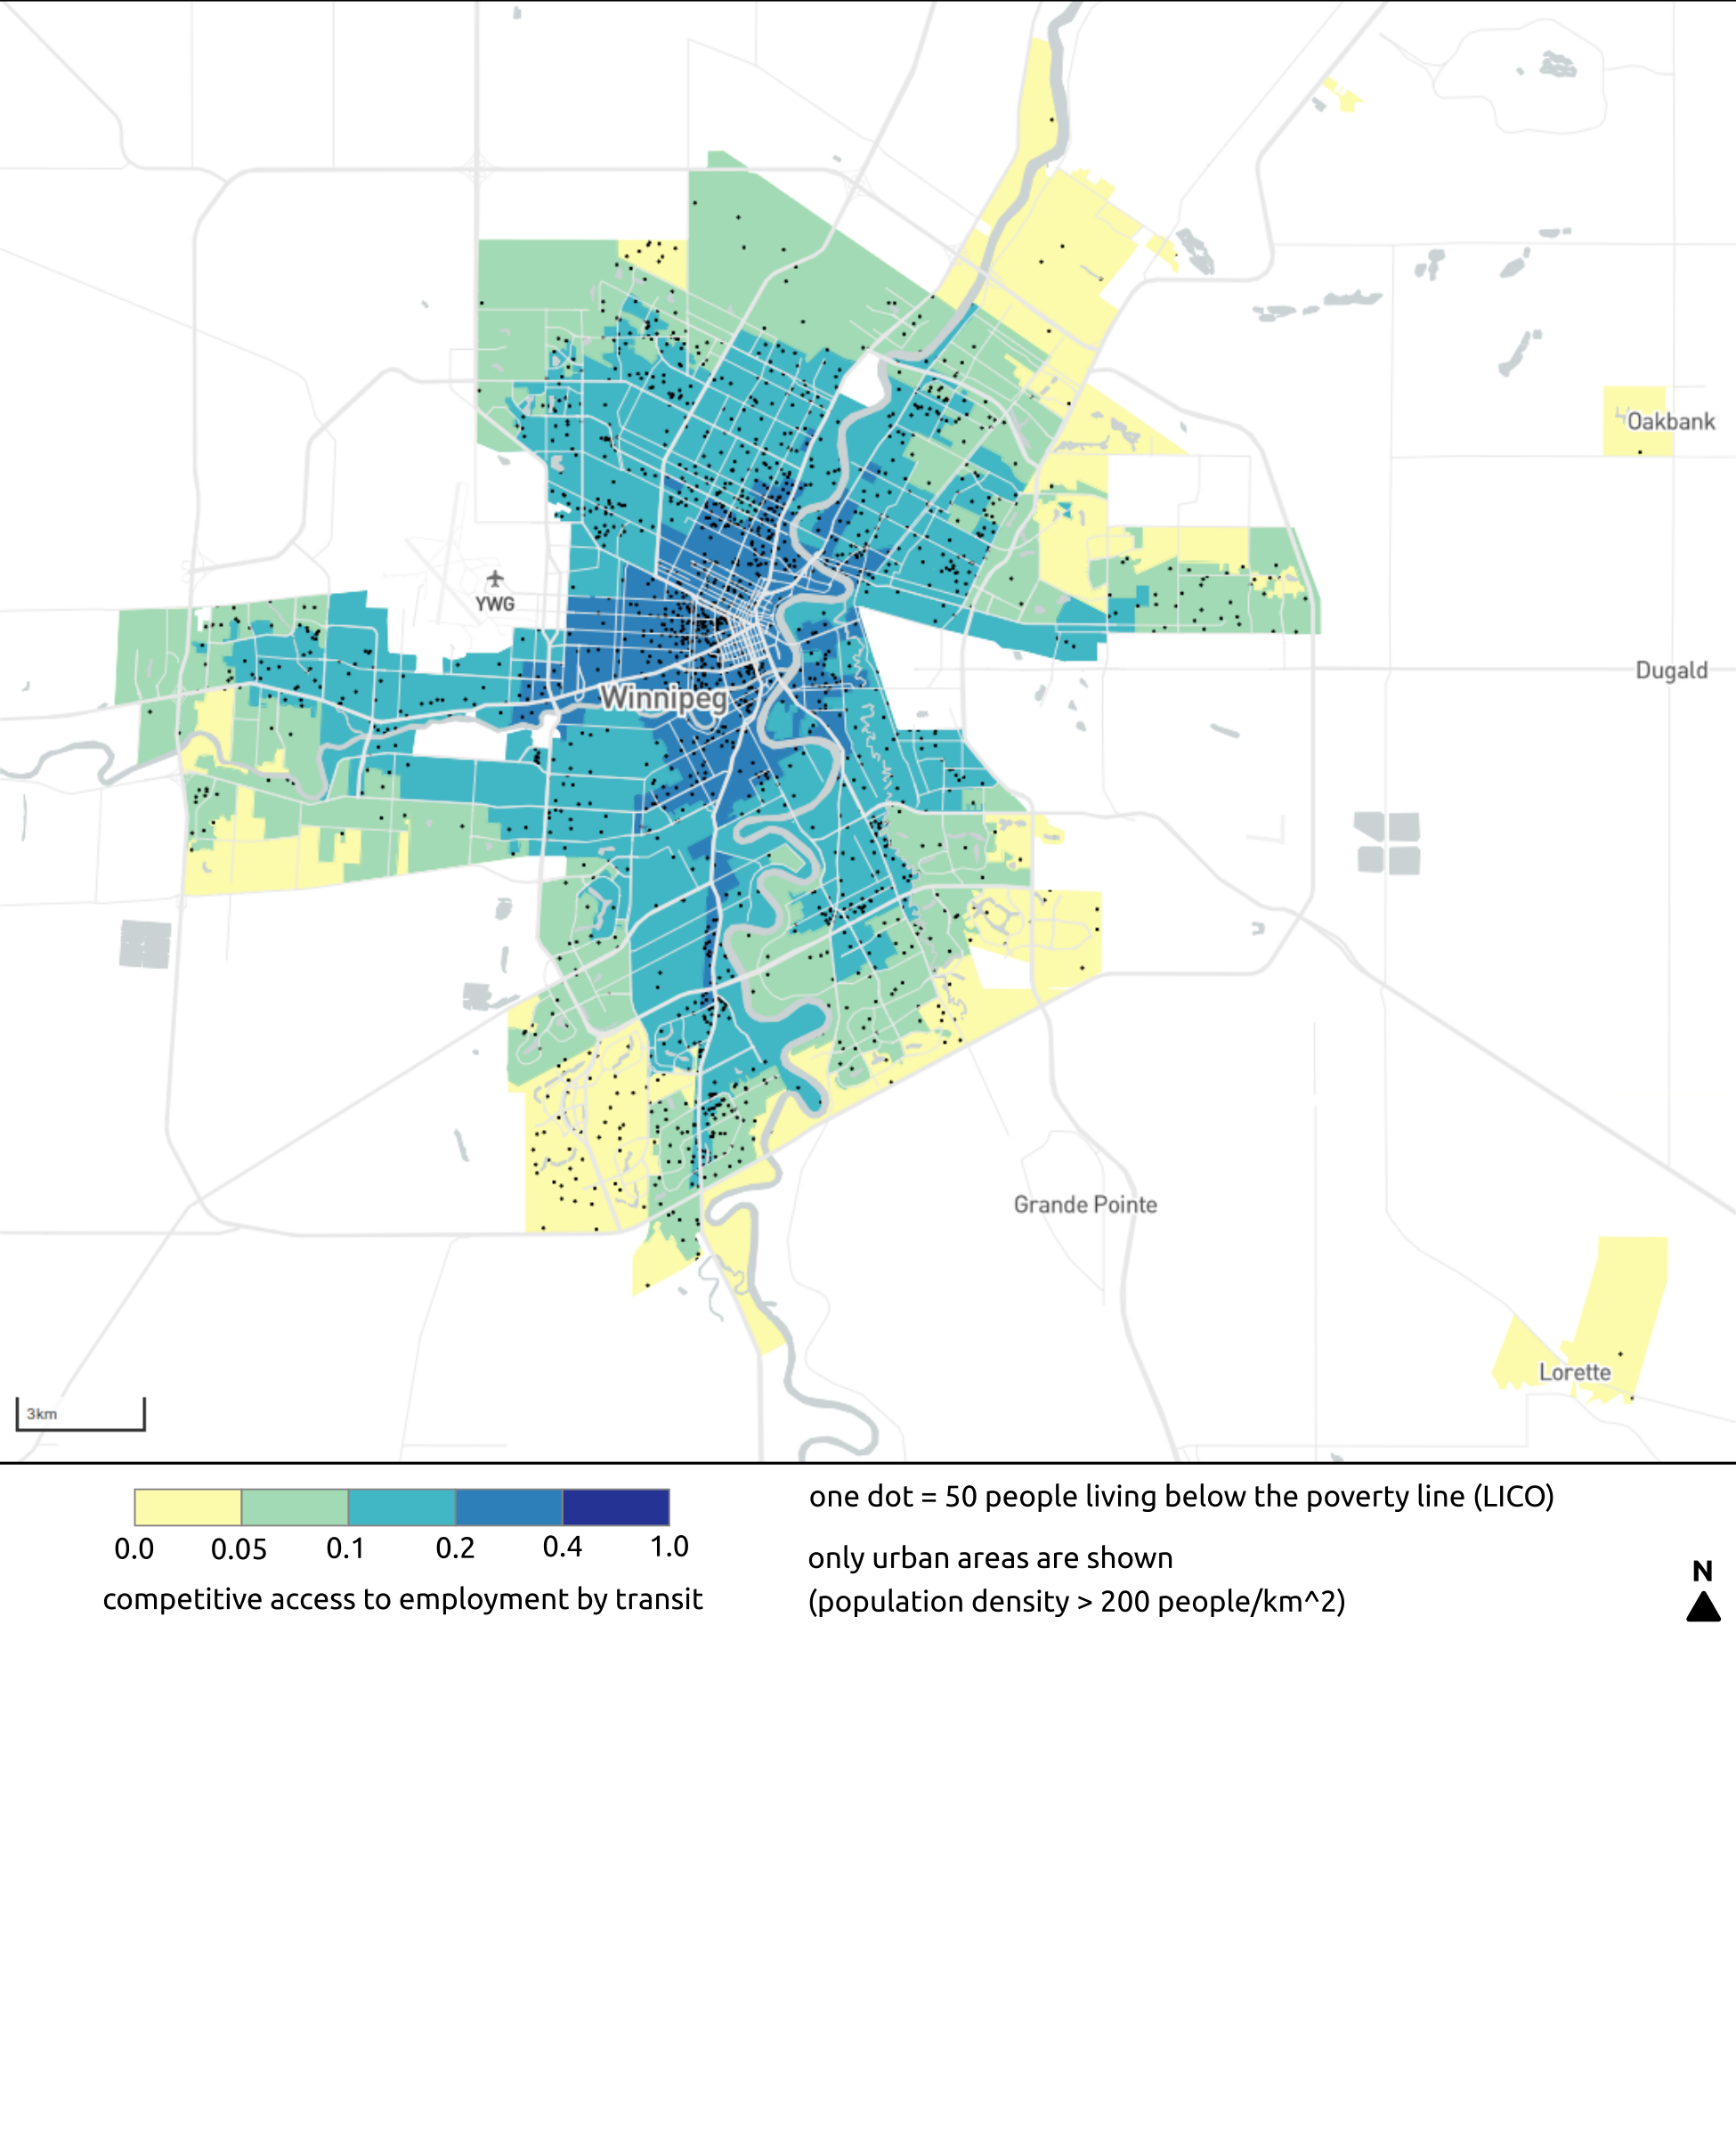 Oakbank
YWG
Dugald
Winnipeg
Grande Pointe
Lorette
3km
0.0 0.05 0.1 0.2 0.4 1.0
competitive access to employment by transit
one dot = 50 people living below the poverty line (LICO)
only urban areas are shown
(population density > 200 people/km^2)
N